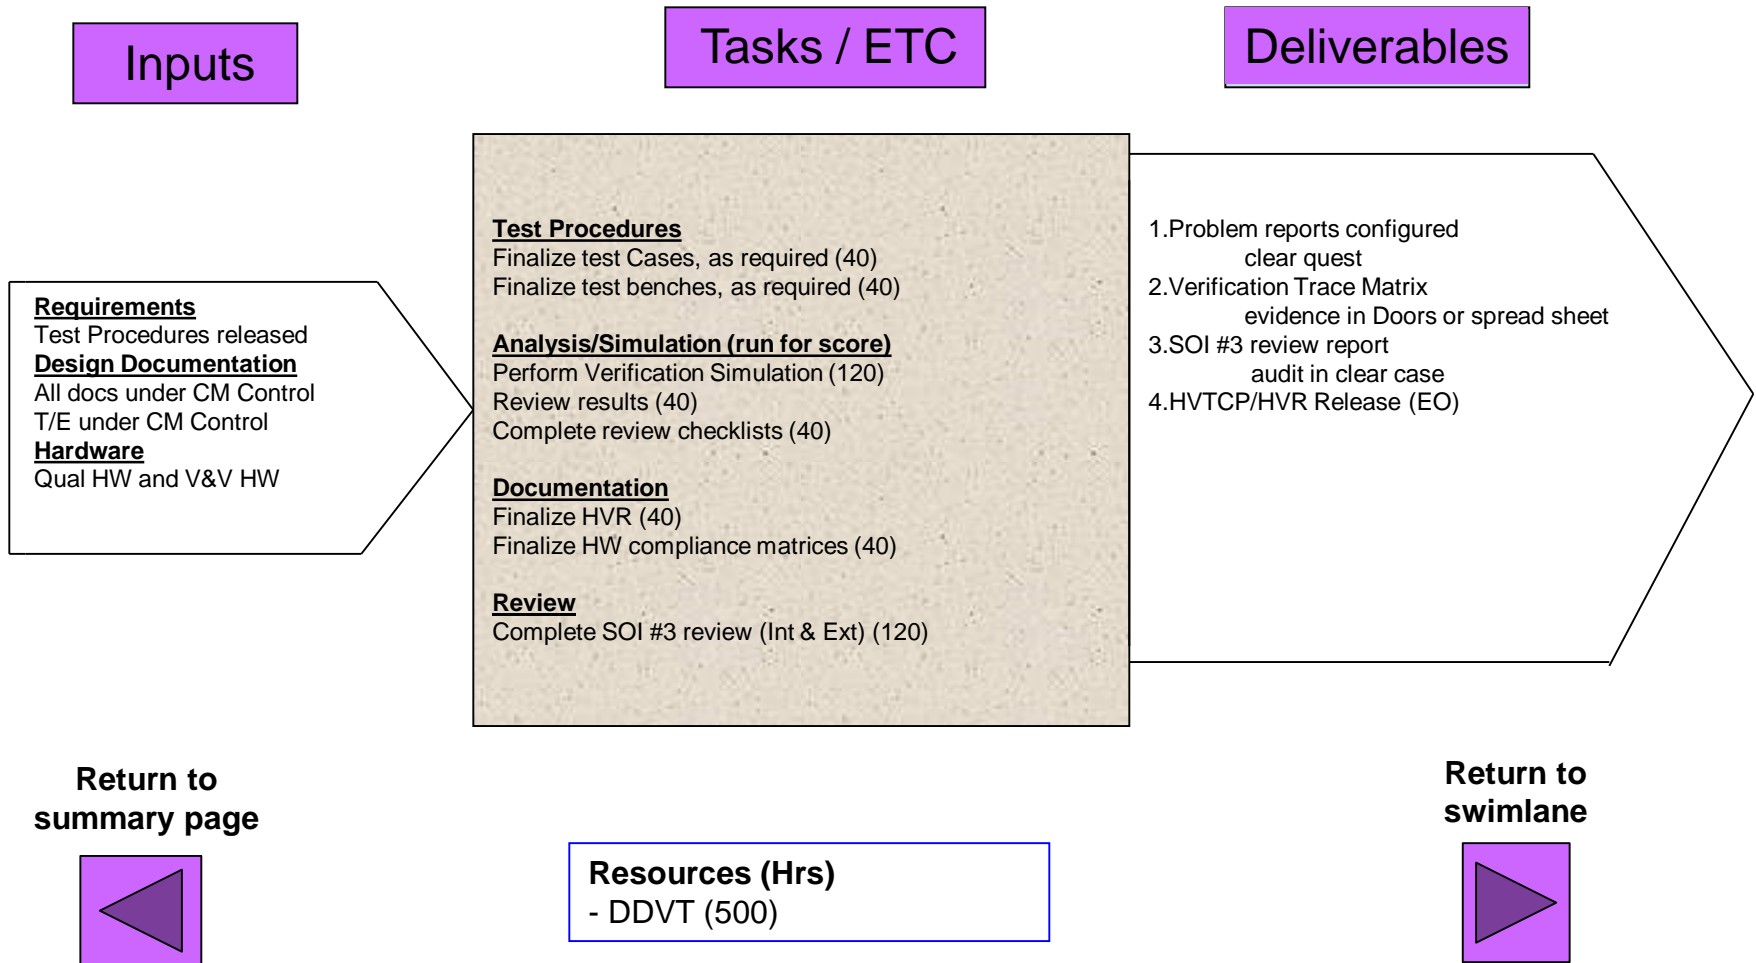 Inputs
Tasks / ETC
Deliverables
Requirements
Test Procedures released
Design Documentation
All docs under CM Control
T/E under CM Control
Hardware
Qual HW and V&V HW
Test Procedures
Finalize test Cases, as required (40)
Finalize test benches, as required (40)
Analysis/Simulation (run for score)
Perform Verification Simulation (120)
Review results (40)
Complete review checklists (40)
Documentation
Finalize HVR (40)
Finalize HW compliance matrices (40)
Review
Complete SOI #3 review (Int & Ext) (120)
1.Problem reports configured
clear quest
2.Verification Trace Matrix
evidence in Doors or spread sheet
3.SOI #3 review report
audit in clear case
4.HVTCP/HVR Release (EO)
Return to
summary page
Resources (Hrs)
- DDVT (500)
Return to
swimlane